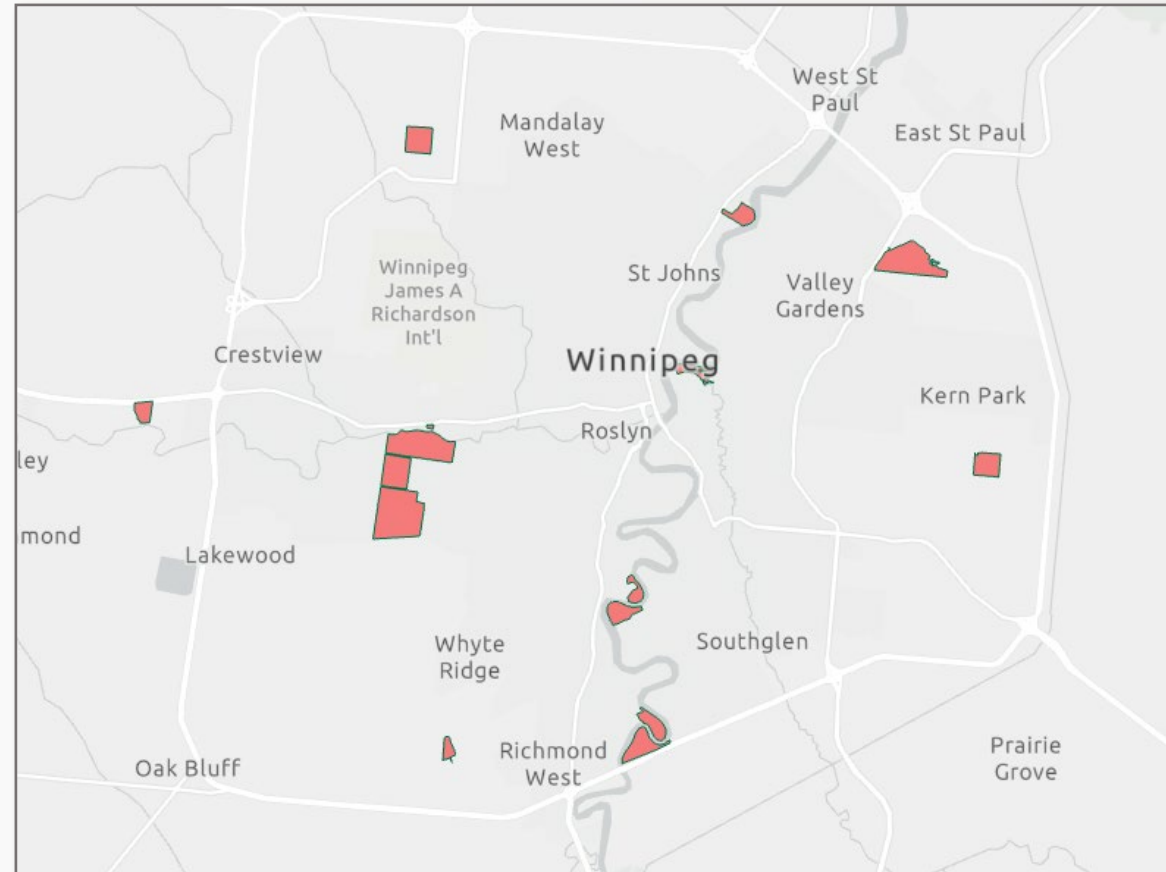 West St
Paul
Mandalay
West
East St Paul
Winnipeg
James A
Richardson
Int'l
St Johns
Valley
Gardens
Crestview
Winnipeg
Kern Park
Roslyn
ley
mond
Lakewood
Whyte
Ridge
Southglen
Richmond
West
Oak Bluff
Prairie
Grove